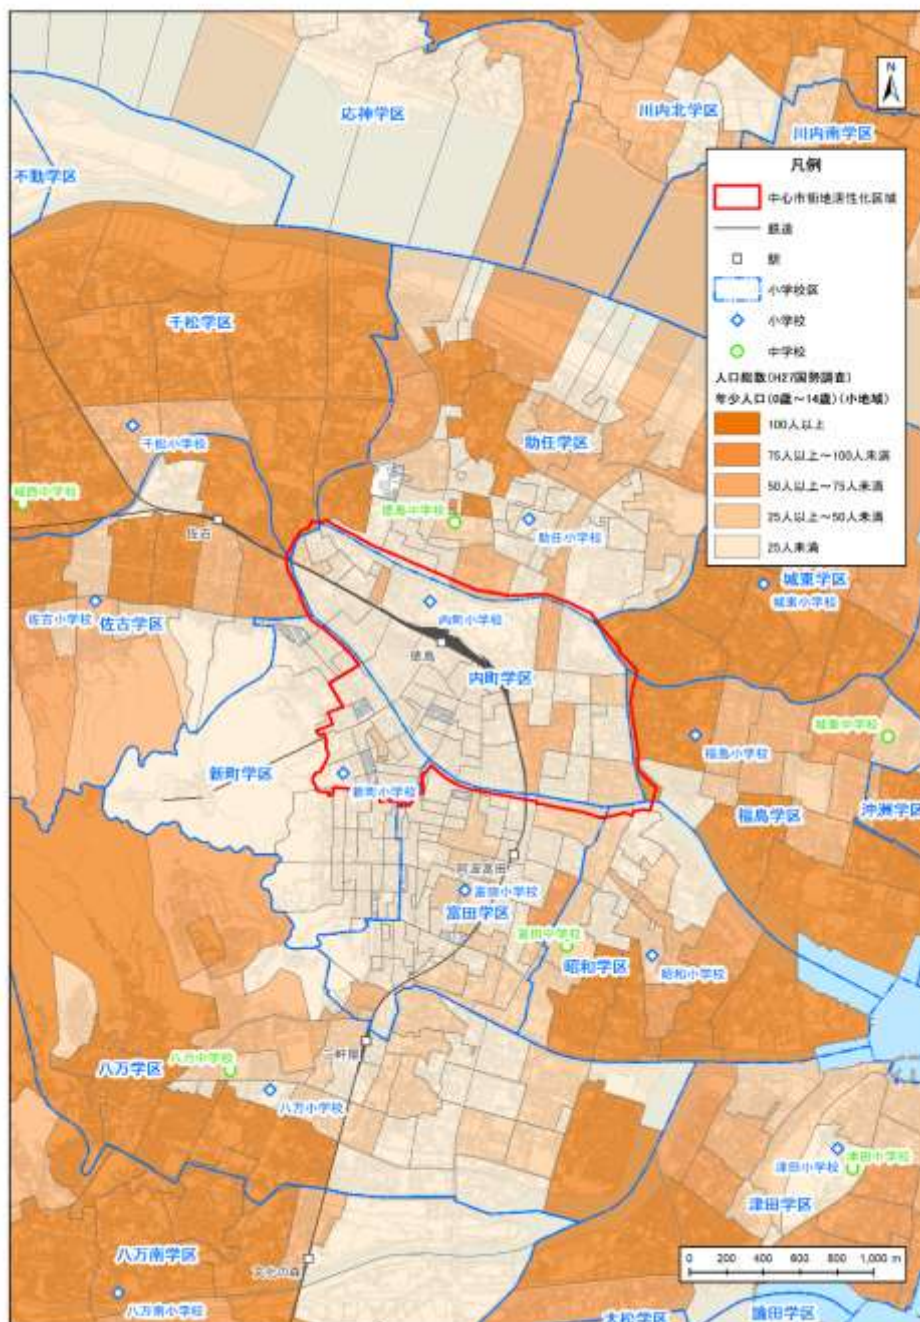 応神学区
川内北学区
川内南学区
不動学区
N
凡例
中心市街地活性化区域
鉄道
駅
小学校区
小学校
中学校
人口総数(H27国勢調査)
年少人口(0歳～14歳)(小地域)
100人以上
75人以上～100人未満
50人以上～75人未満
25人以上～50人未満
25人未満
千松学区
千松小学校
助任学区
城西中学校
徳島中学校
佐古
助任小学校
城東学区
城東小学校
佐古小学校
佐古学区
内町小学校
徳島
内町学区
新町学区
新町小学校
福島小学校
城東中学校
福島学区
沖洲学区
阿波富田
富田小学校
富田学区
富田中学校
昭和学区
昭和小学校
二軒屋
八万学区
八万中学校
八万小学校
津田小学校
津田中学校
津田学区
八万南学区
文化の森
八万南小学校
0 200 400 600 800 1,000 m
大松学区
論田学区